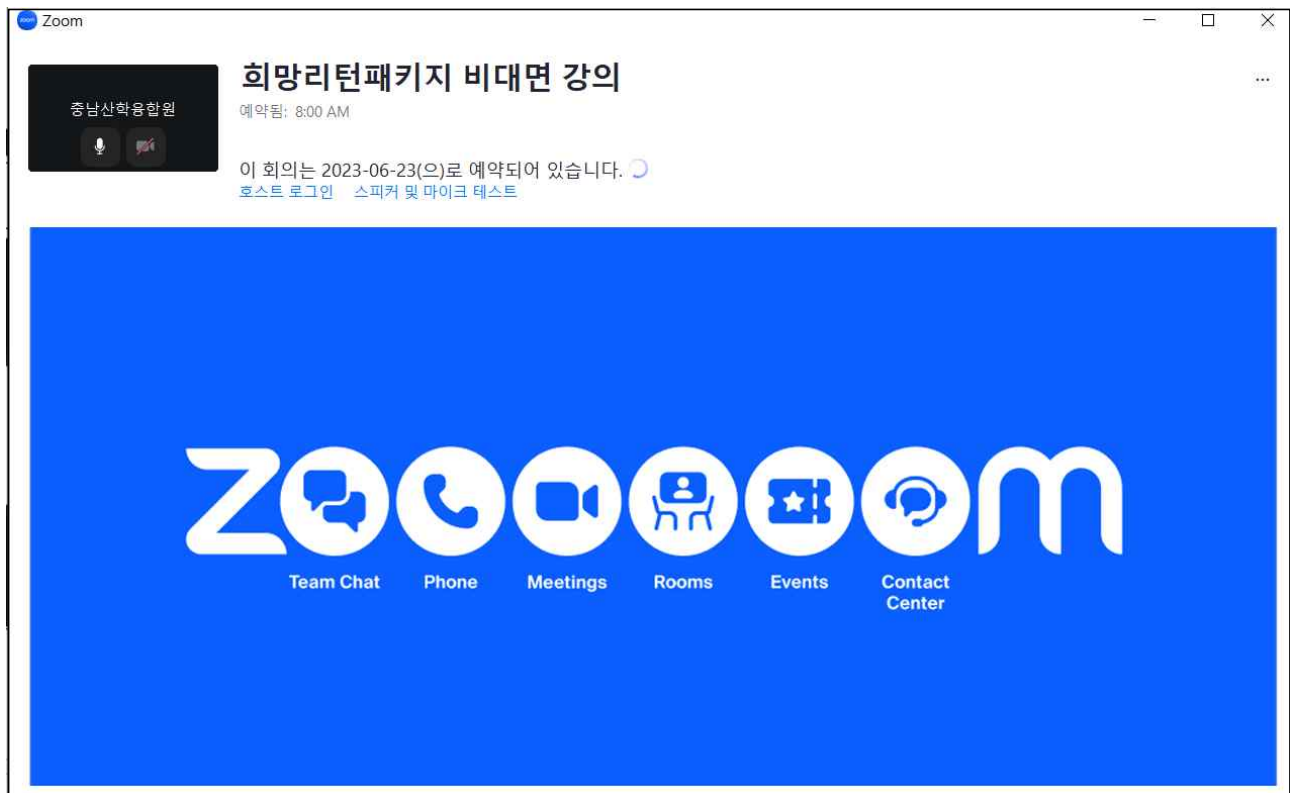 Zoom
희망리턴패키지 비대면 강의
충남산학융합원
예약됨: 8:00 AM
이 회의는 2023-06-23(으)로 예약되어 있습니다.
호스트 로그인 스피커 및 마이크 테스트
zoooooom
Team Chat Phone Meetings Rooms Events Contact
Center